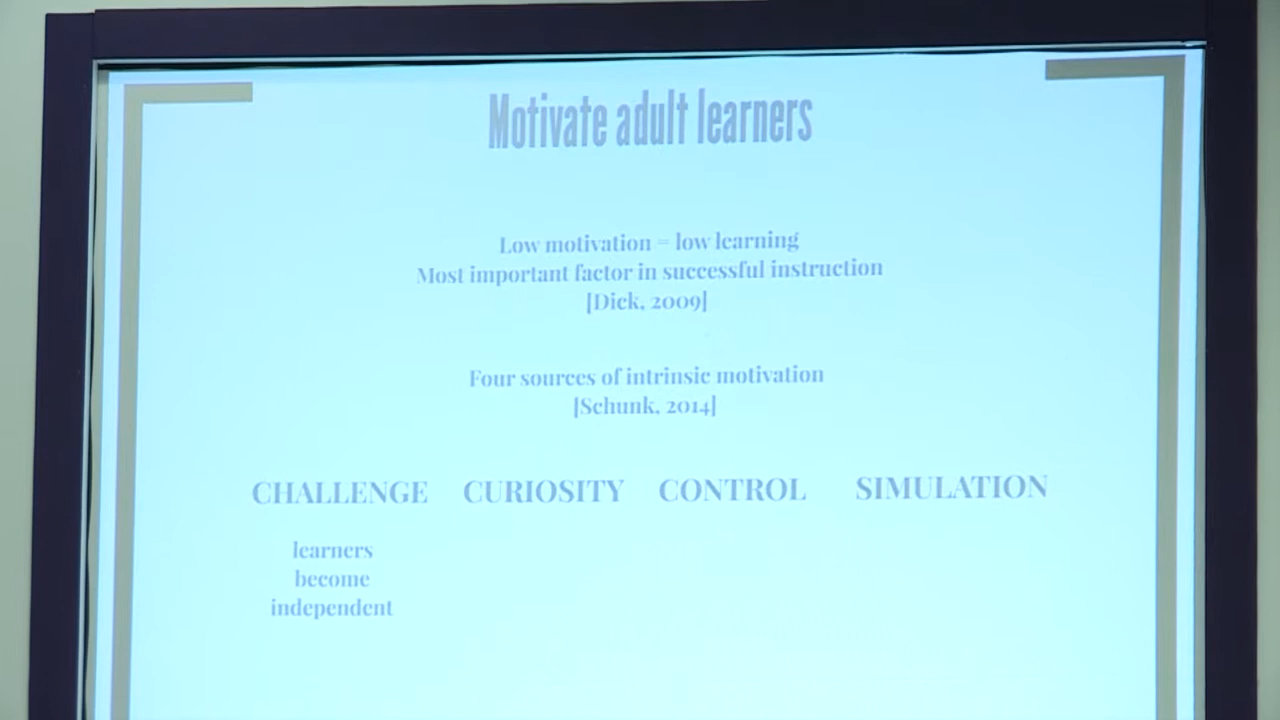 Motivate adult learners
Low motivation = low learning
Most important factor in successful instruction
[Dick, 2009]
Four sources of intrinsic motivation
[Schunk, 2014]
CHALLENGE CURIOSITY CONTROL SIMULATION
learners
become
independent